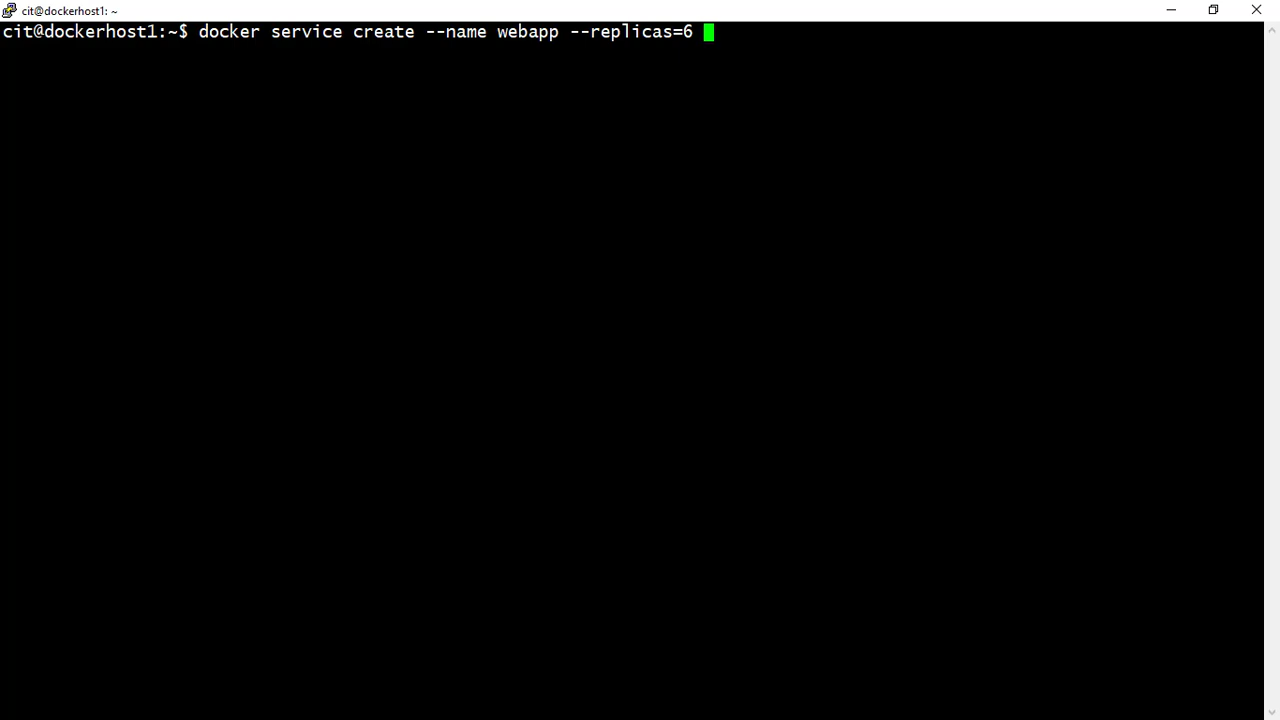 cit@dockerhost1: ~
cit@dockerhost1:~$ docker service create --name webapp --replicas=6